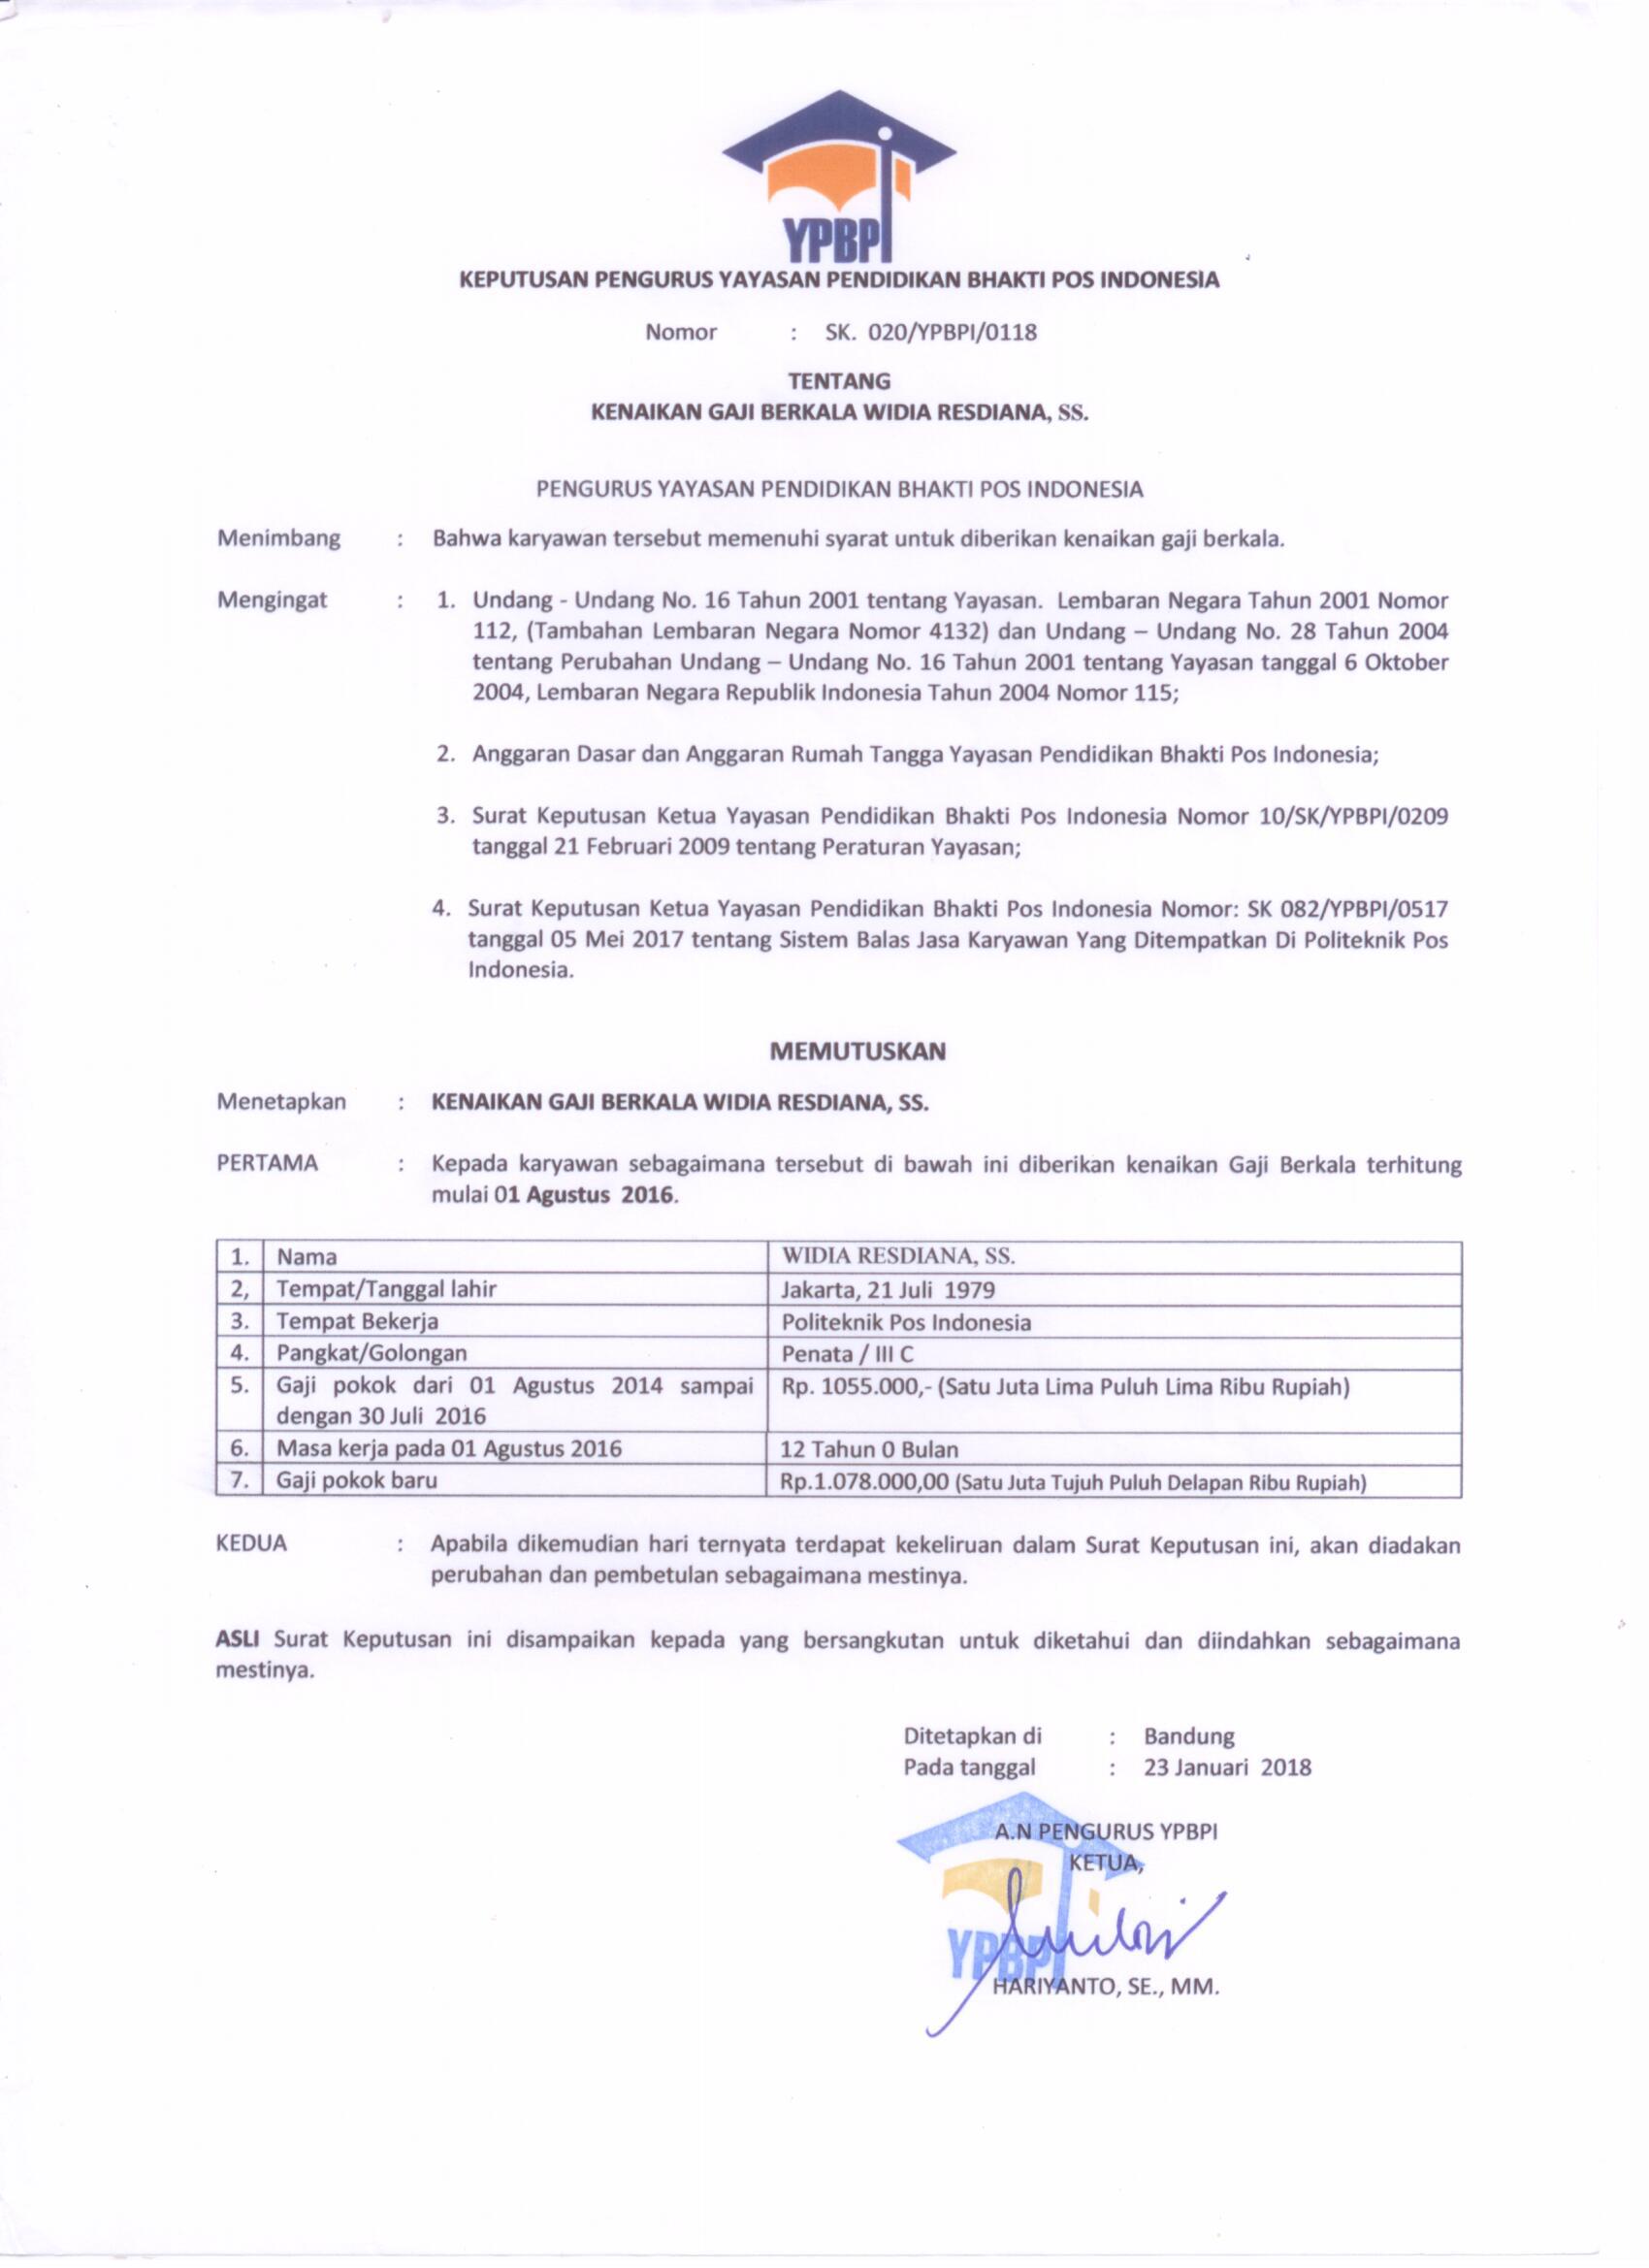 YPBPI
KEPUTUSAN PENGURUS YAYASAN PENDIDIKAN BHAKTI POS INDONESIA
Nomor : SK. 020/YPBPI/0118
TENTANG
KENAIKAN GAJI BERKALA WIDIA RESDIANA, SS.
PENGURUS YAYASAN PENDIDIKAN BHAKTI POS INDONESIA
Menimbang : Bahwa karyawan tersebut memenuhi syarat untuk diberikan kenaikan gaji berkala.
Mengingat : 1. Undang - Undang No. 16 Tahun 2001 tentang Yayasan. Lembaran Negara Tahun 2001 Nomor
112, (Tambahan Lembaran Negara Nomor 4132) dan Undang – Undang No. 28 Tahun 2004
tentang Perubahan Undang – Undang No. 16 Tahun 2001 tentang Yayasan tanggal 6 Oktober
2004, Lembaran Negara Republik Indonesia Tahun 2004 Nomor 115;
2. Anggaran Dasar dan Anggaran Rumah Tangga Yayasan Pendidikan Bhakti Pos Indonesia;
3. Surat Keputusan Ketua Yayasan Pendidikan Bhakti Pos Indonesia Nomor 10/SK/YPBPI/0209
tanggal 21 Februari 2009 tentang Peraturan Yayasan;
4. Surat Keputusan Ketua Yayasan Pendidikan Bhakti Pos Indonesia Nomor: SK 082/YPBPI/0517
tanggal 05 Mei 2017 tentang Sistem Balas Jasa Karyawan Yang Ditempatkan Di Politeknik Pos
Indonesia.
MEMUTUSKAN
Menetapkan : KENAIKAN GAJI BERKALA WIDIA RESDIANA, SS.
PERTAMA : Kepada karyawan sebagaimana tersebut di bawah ini diberikan kenaikan Gaji Berkala terhitung
mulai 01 Agustus 2016.
1. Nama WIDIA RESDIANA, SS.
2, Tempat/Tanggal lahir Jakarta, 21 Juli 1979
3. Tempat Bekerja Politeknik Pos Indonesia
4. Pangkat/Golongan Penata / III C
5. Gaji pokok dari 01 Agustus 2014 sampai Rp. 1055.000,- (Satu Juta Lima Puluh Lima Ribu Rupiah)
dengan 30 Juli 2016
6. Masa kerja pada 01 Agustus 2016 12 Tahun 0 Bulan
7. Gaji pokok baru Rp.1.078.000,00 (Satu Juta Tujuh Puluh Delapan Ribu Rupiah)
KEDUA : Apabila dikemudian hari ternyata terdapat kekeliruan dalam Surat Keputusan ini, akan diadakan
perubahan dan pembetulan sebagaimana mestinya.
ASLI Surat Keputusan ini disampaikan kepada yang bersangkutan untuk diketahui dan diindahkan sebagaimana
mestinya.
Ditetapkan di : Bandung
Pada tanggal : 23 Januari 2018
A.N PENGURUS YPBPI
KETUA,
YPBPI
HARIYANTO, SE., MM.